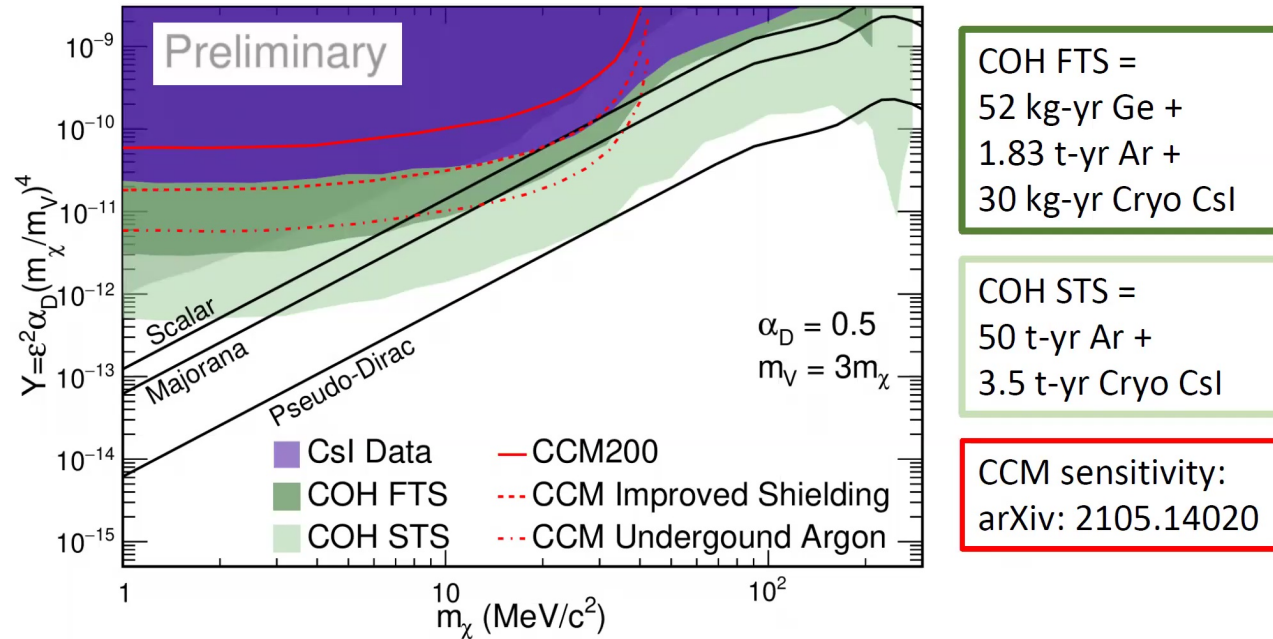 Preliminary
10⁻⁹
10⁻¹⁰
10⁻¹¹
10⁻¹²
10⁻¹³
10⁻¹⁴
10⁻¹⁵
Y=ε²α_D(m_χ/m_V)⁴
Scalar
Majorana
Pseudo-Dirac
α_D = 0.5
m_V = 3m_χ
CsI Data
COH FTS
COH STS
CCM200
CCM Improved Shielding
CCM Undergound Argon
1
10
10²
m_χ (MeV/c²)
COH FTS =
52 kg-yr Ge +
1.83 t-yr Ar +
30 kg-yr Cryo CsI
COH STS =
50 t-yr Ar +
3.5 t-yr Cryo CsI
CCM sensitivity:
arXiv: 2105.14020